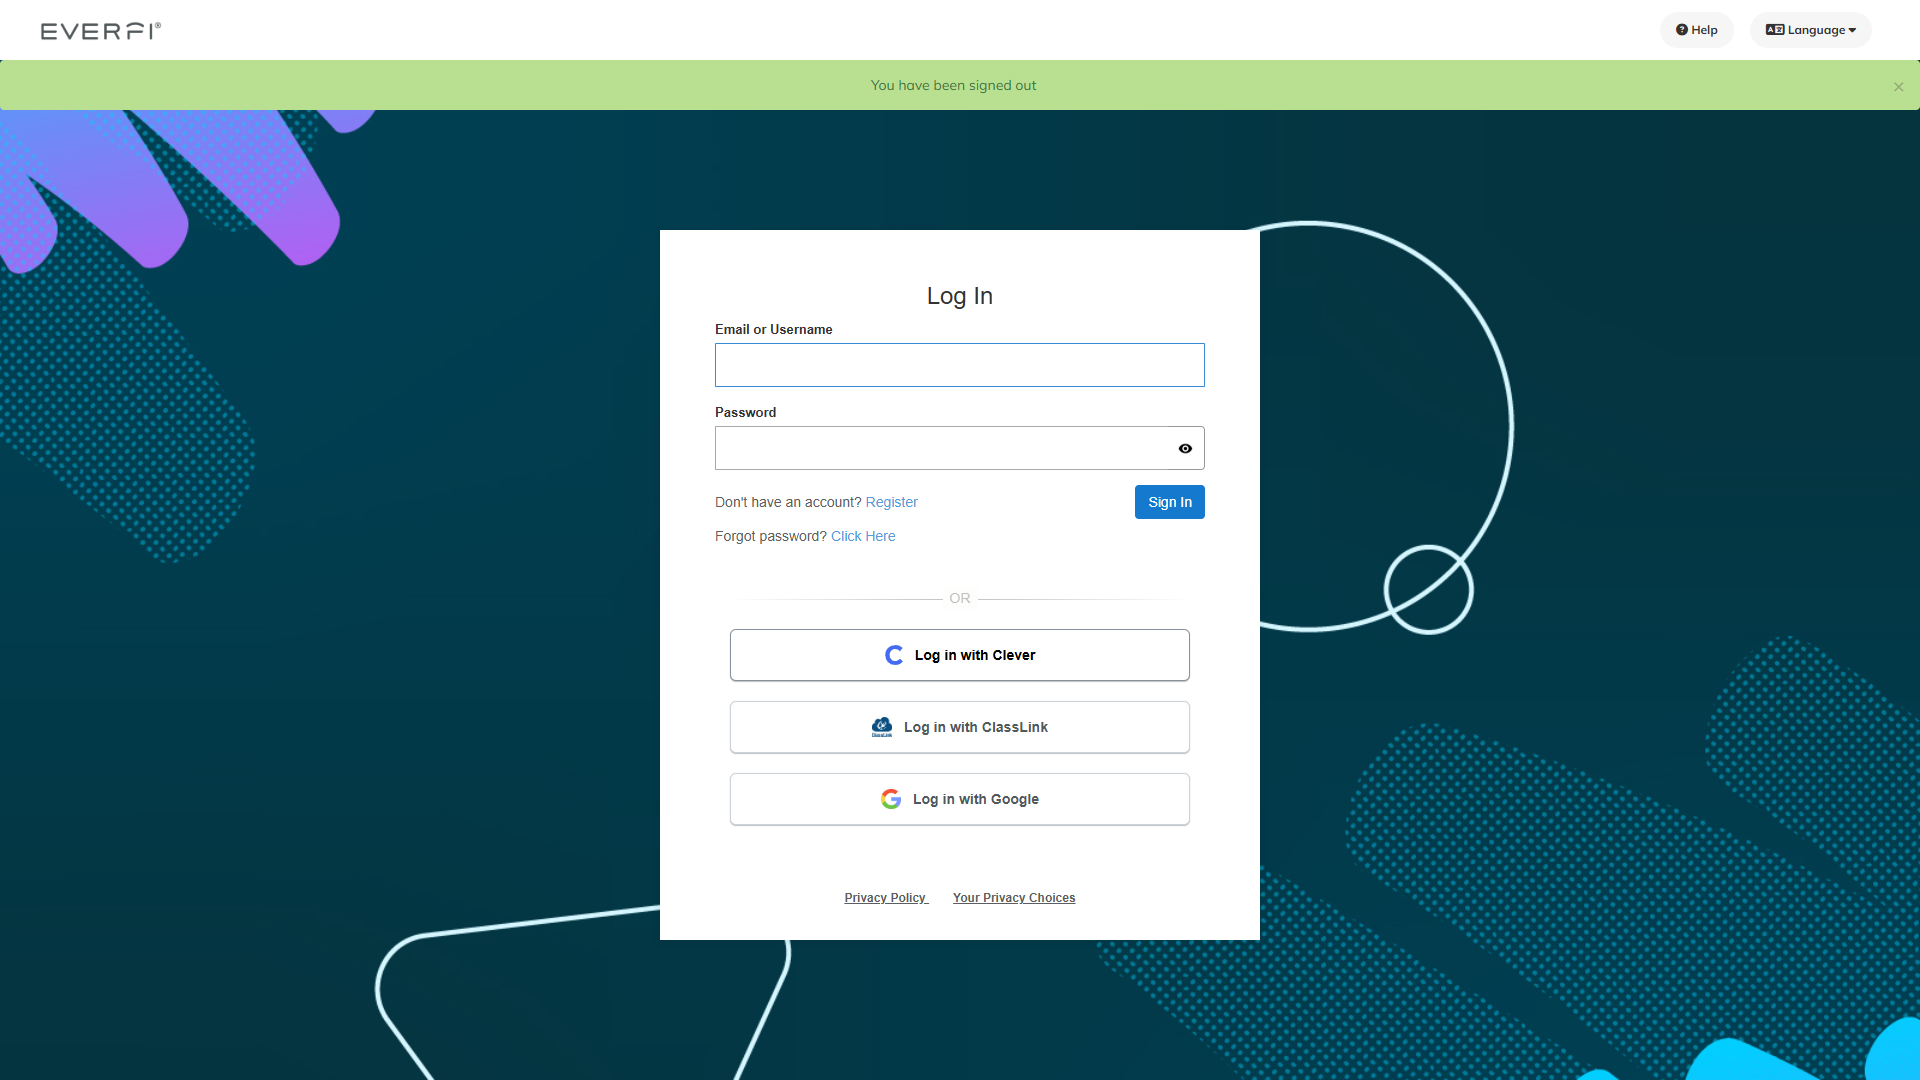 EVERFI®
Help
Language
You have been signed out
Log In
Email or Username
Password
Don't have an account? Register
Sign In
Forgot password? Click Here
OR
Log in with Clever
Log in with ClassLink
Log in with Google
Privacy Policy Your Privacy Choices